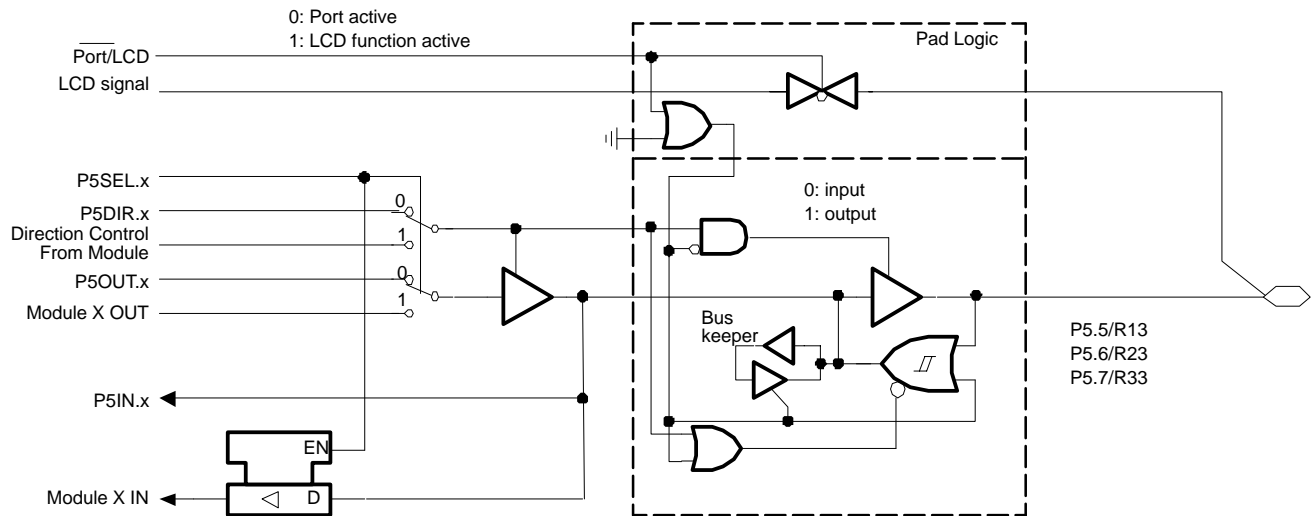 0: Port active
1: LCD function active
Port/LCD
LCD signal
Pad Logic
P5SEL.x
P5DIR.x
0
Direction Control
From Module
1
P5OUT.x
0
Module X OUT
1
0: input
1: output
Bus
keeper
P5.5/R13
P5.6/R23
P5.7/R33
P5IN.x
EN
Module X IN
D